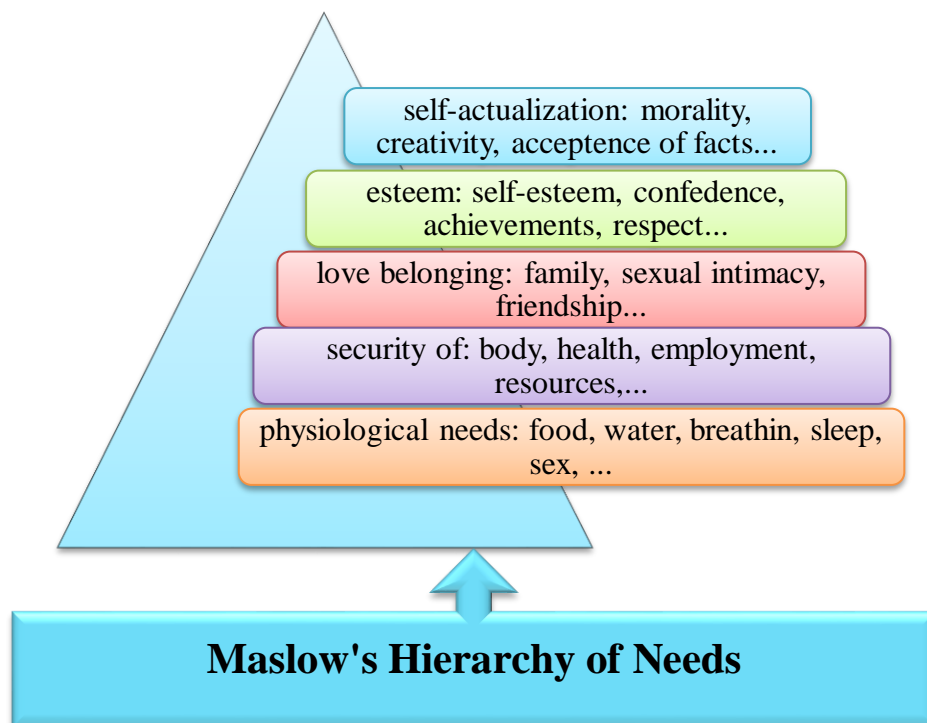 self-actualization: morality,
creativity, acceptence of facts...
esteem: self-esteem, confedence,
achievements, respect...
love belonging: family, sexual intimacy,
friendship...
security of: body, health, employment,
resources,...
physiological needs: food, water, breathin, sleep,
sex, ...
Maslow's Hierarchy of Needs